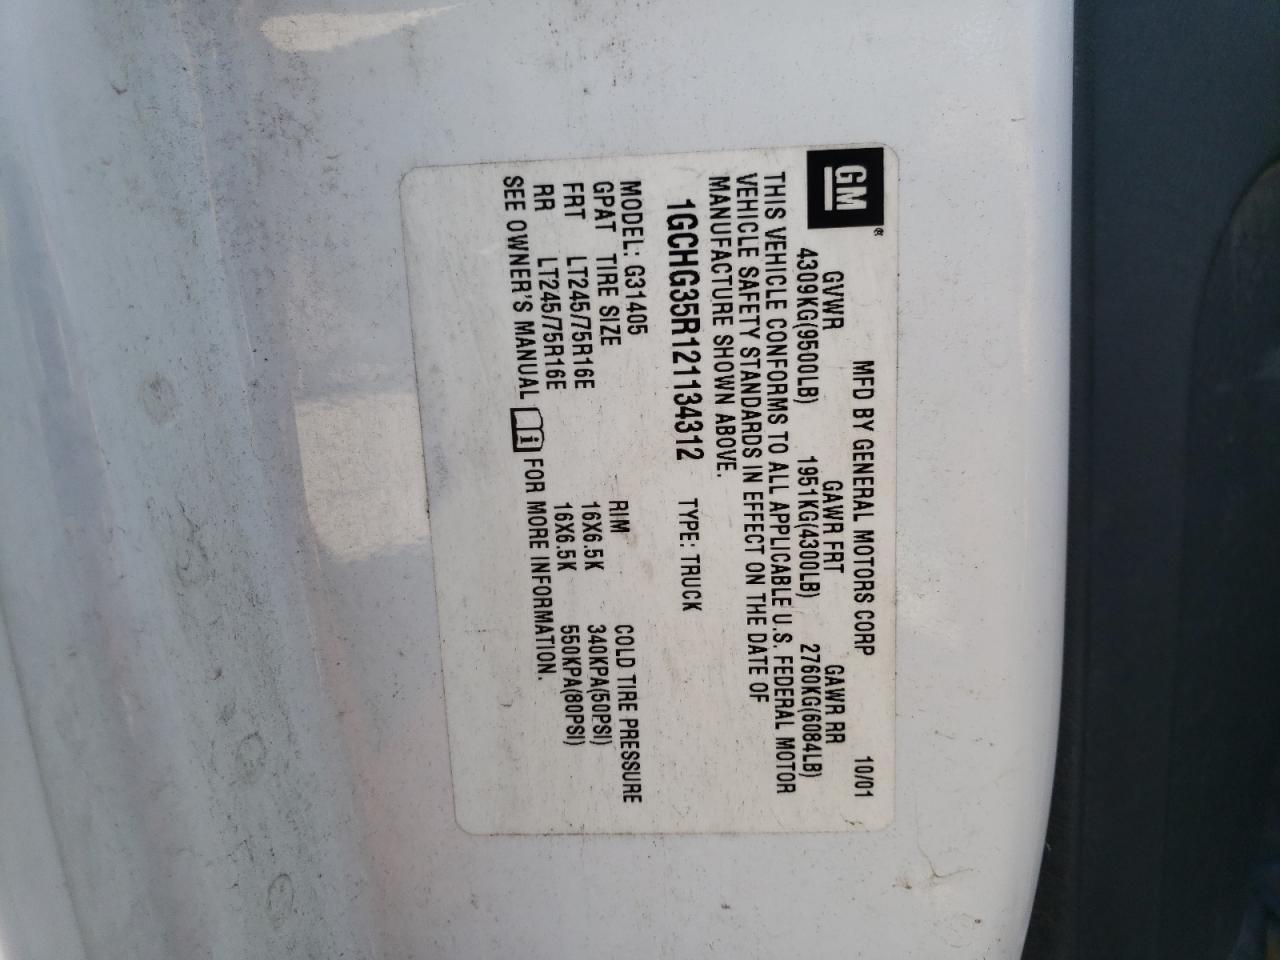 GM®
MFD BY GENERAL MOTORS CORP 10/01
GVWR GAWR FRT GAWR RR
4309KG(9500LB) 1951KG(4300LB) 2760KG(6084LB)
THIS VEHICLE CONFORMS TO ALL APPLICABLE U.S. FEDERAL MOTOR
VEHICLE SAFETY STANDARDS IN EFFECT ON THE DATE OF
MANUFACTURE SHOWN ABOVE.
1GCHG35R121134312 TYPE: TRUCK
MODEL: G31405
GPAT TIRE SIZE RIM COLD TIRE PRESSURE
FRT LT245/75R16E 16X6.5K 340KPA(50PSI)
RR LT245/75R16E 16X6.5K 550KPA(80PSI)
SEE OWNER'S MANUAL i FOR MORE INFORMATION.